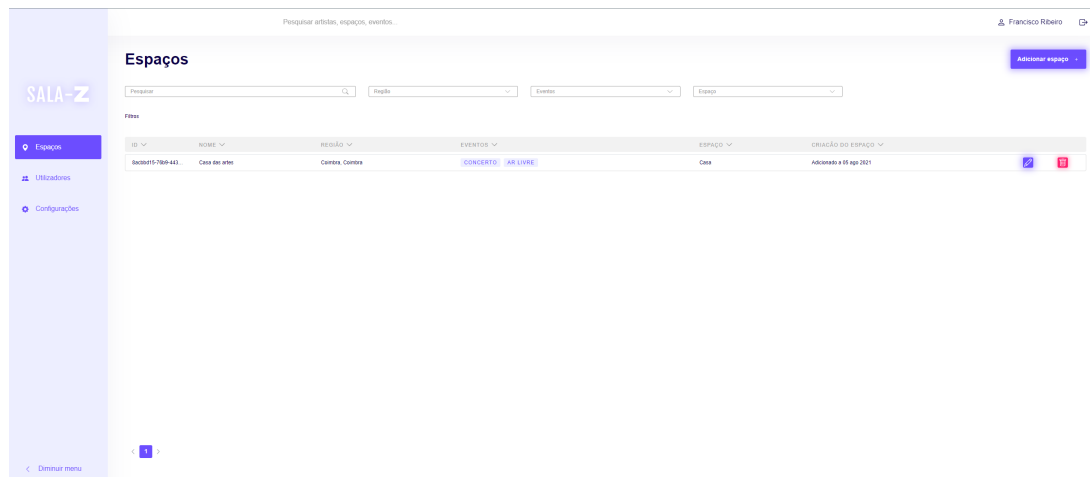 Pesquisar artistas, espaços, eventos...
Francisco Ribeiro
SALA-Z
Espaços
Utilizadores
Configurações
Diminuir menu
Espaços
Adicionar espaço +
Pesquisar
Região
Eventos
Espaço
Filtros
ID NOME REGIÃO EVENTOS ESPAÇO CRIAÇÃO DO ESPAÇO
Casa das artes Coimbra, Coimbra CONCERTO AR LIVRE Casa Adicionado a 05 ago 2021
1